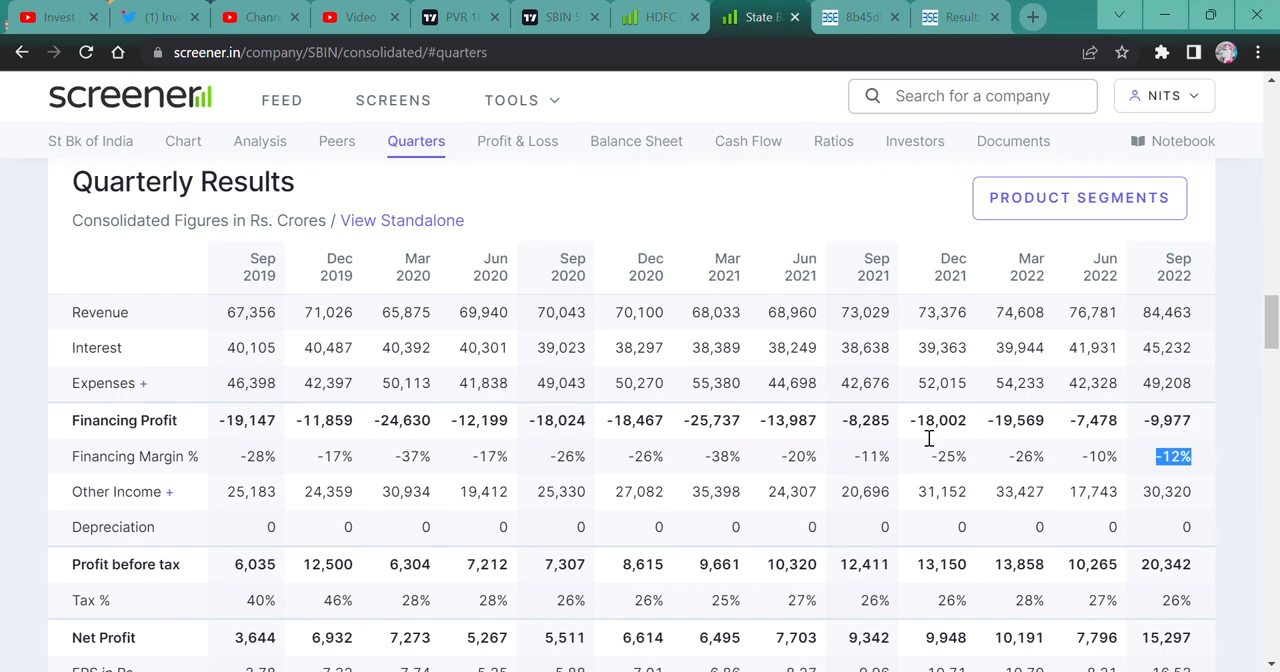 Invest
(1) Inv
Chann
Video
PVR 18
SBIN 5
HDFC
State B
8b45d
Results
screener.in/company/SBIN/consolidated/#quarters
screener
FEED
SCREENS
TOOLS
Search for a company
NITS
St Bk of India
Chart
Analysis
Peers
Quarters
Profit & Loss
Balance Sheet
Cash Flow
Ratios
Investors
Documents
Notebook
Quarterly Results
PRODUCT SEGMENTS
Consolidated Figures in Rs. Crores / View Standalone
Sep Dec Mar Jun Sep Dec Mar Jun Sep Dec Mar Jun Sep
2019 2019 2020 2020 2020 2020 2021 2021 2021 2021 2022 2022 2022
Revenue 67,356 71,026 65,875 69,940 70,043 70,100 68,033 68,960 73,029 73,376 74,608 76,781 84,463
Interest 40,105 40,487 40,392 40,301 39,023 38,297 38,389 38,249 38,638 39,363 39,944 41,931 45,232
Expenses + 46,398 42,397 50,113 41,838 49,043 50,270 55,380 44,698 42,676 52,015 54,233 42,328 49,208
Financing Profit -19,147 -11,859 -24,630 -12,199 -18,024 -18,467 -25,737 -13,987 -8,285 -18,002 -19,569 -7,478 -9,977
Financing Margin % -28% -17% -37% -17% -26% -26% -38% -20% -11% -25% -26% -10% -12%
Other Income + 25,183 24,359 30,934 19,412 25,330 27,082 35,398 24,307 20,696 31,152 33,427 17,743 30,320
Depreciation 0 0 0 0 0 0 0 0 0 0 0 0 0
Profit before tax 6,035 12,500 6,304 7,212 7,307 8,615 9,661 10,320 12,411 13,150 13,858 10,265 20,342
Tax % 40% 46% 28% 28% 26% 26% 25% 27% 26% 26% 28% 27% 26%
Net Profit 3,644 6,932 7,273 5,267 5,511 6,614 6,495 7,703 9,342 9,948 10,191 7,796 15,297